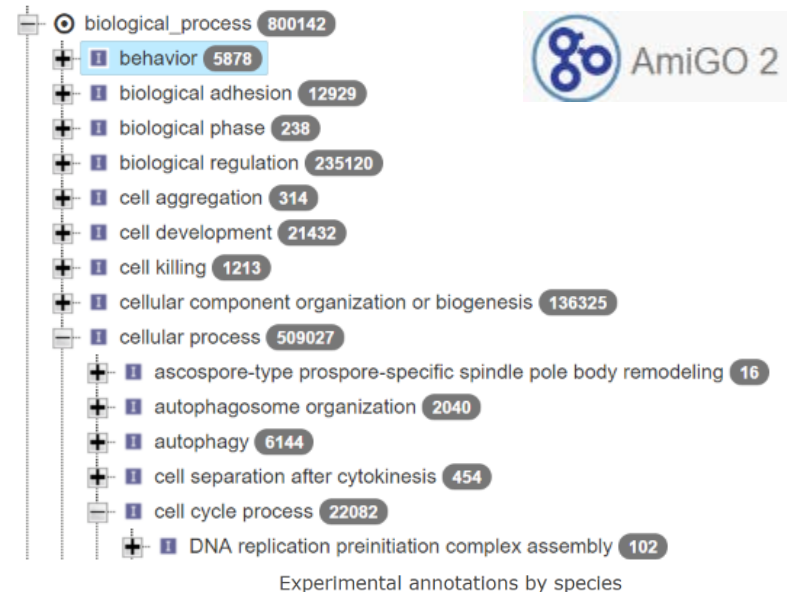 biological_process 800142
behavior 5878
AmiGO 2
biological adhesion 12929
biological phase 238
biological regulation 235120
cell aggregation 314
cell development 21432
cell killing 1213
cellular component organization or biogenesis 136325
cellular process 509027
ascospore-type prospore-specific spindle pole body remodeling 16
autophagosome organization 2040
autophagy 6144
cell separation after cytokinesis 454
cell cycle process 22082
DNA replication preinitiation complex assembly 102
Experimental annotations by species